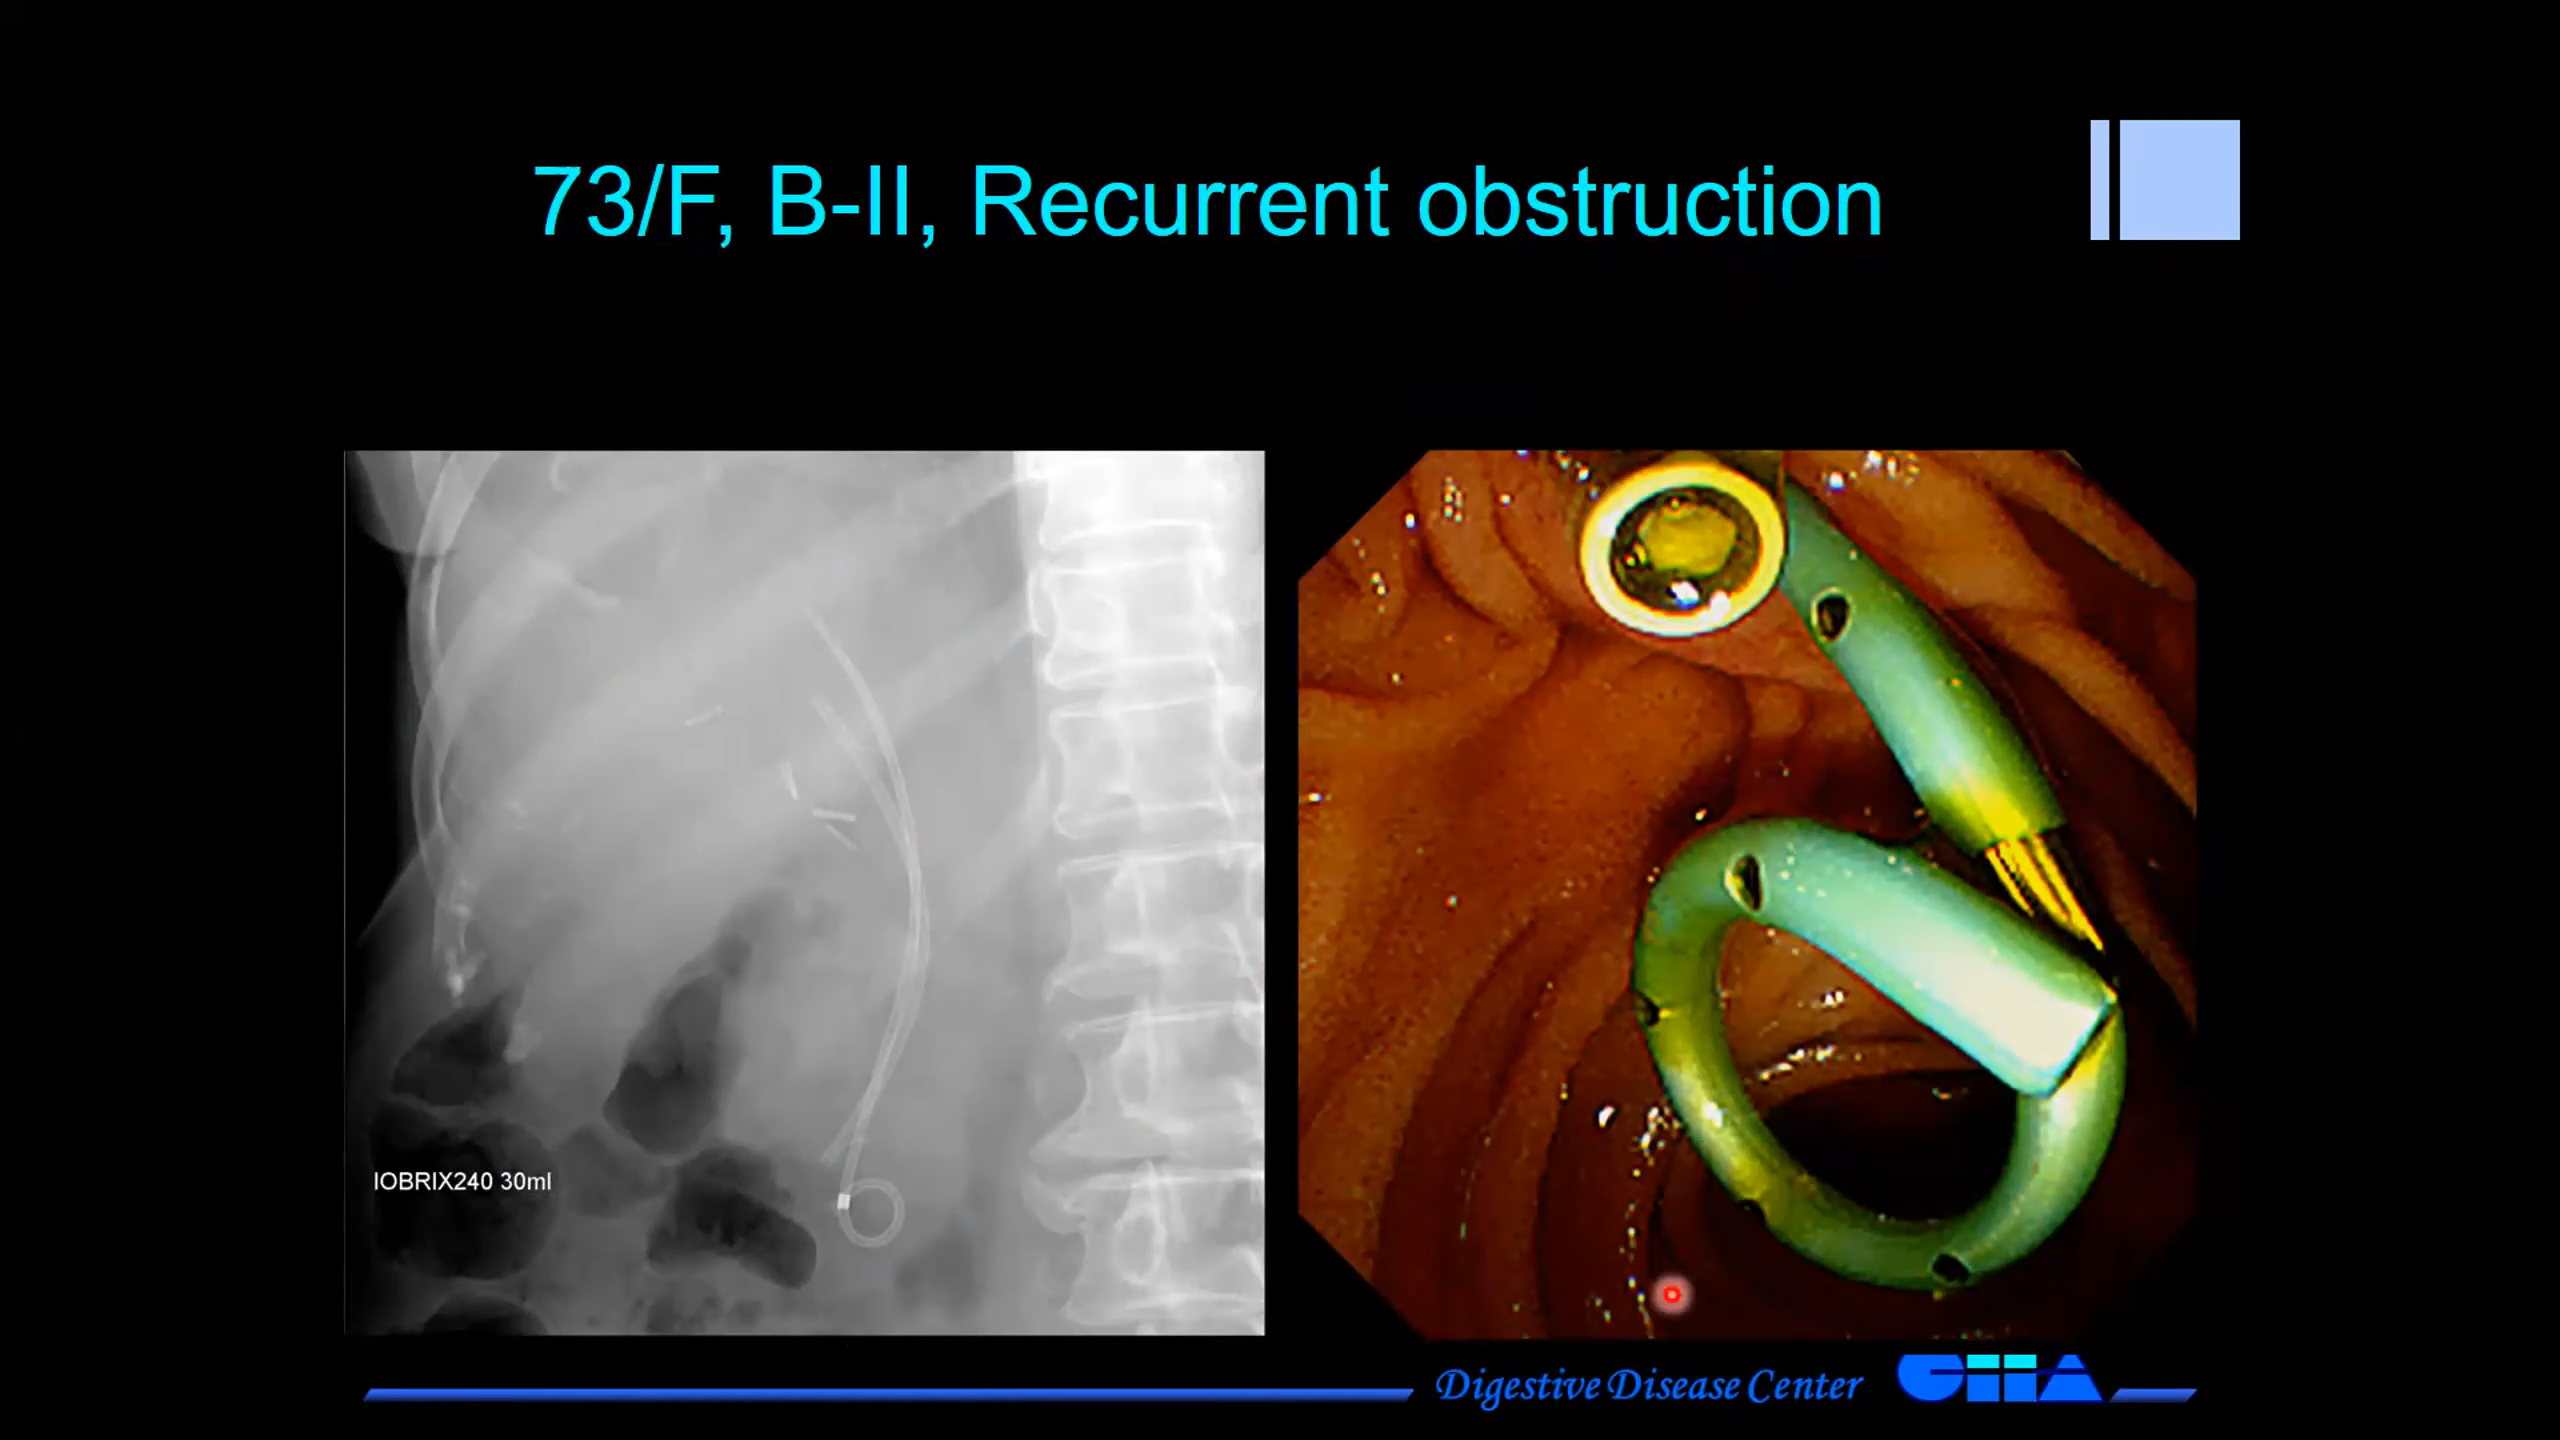 73/F, B-II, Recurrent obstruction
IOBRIX240 30ml
Digestive Disease Center